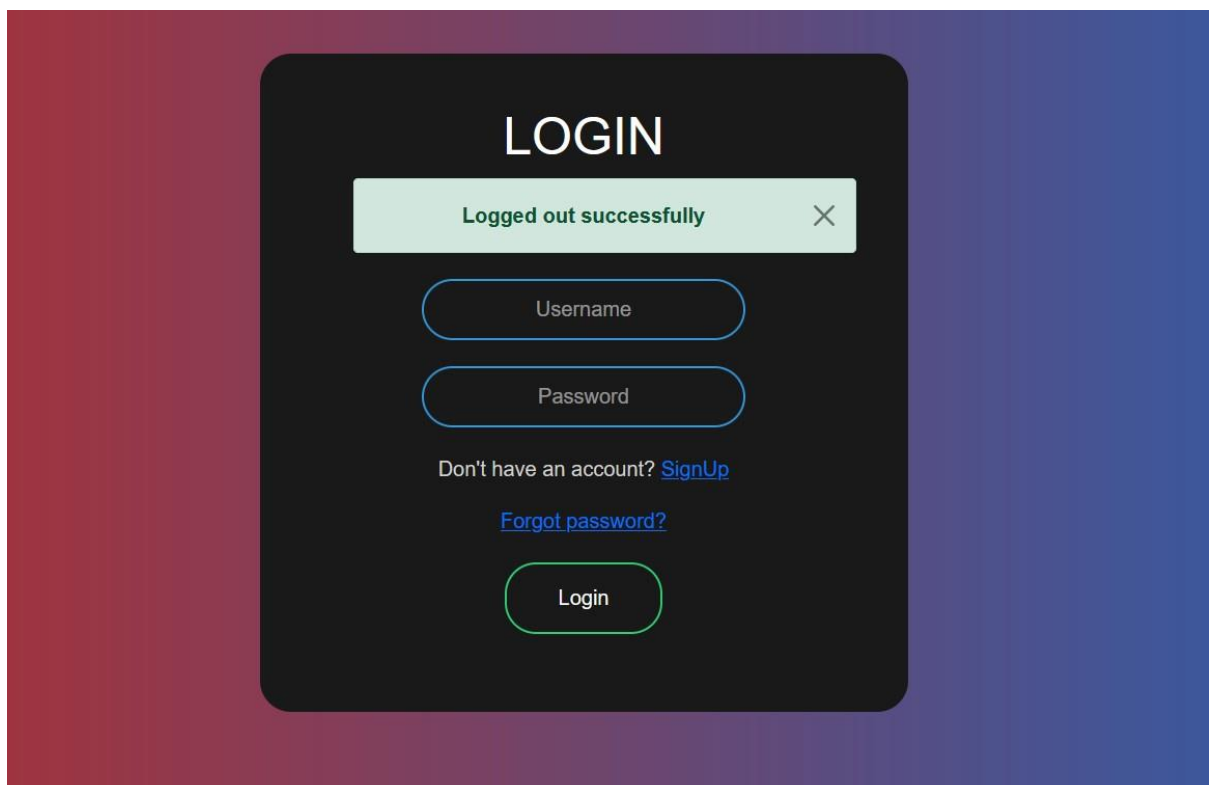 LOGIN
Logged out successfully
Username
Password
Don't have an account? SignUp
Forgot password?
Login